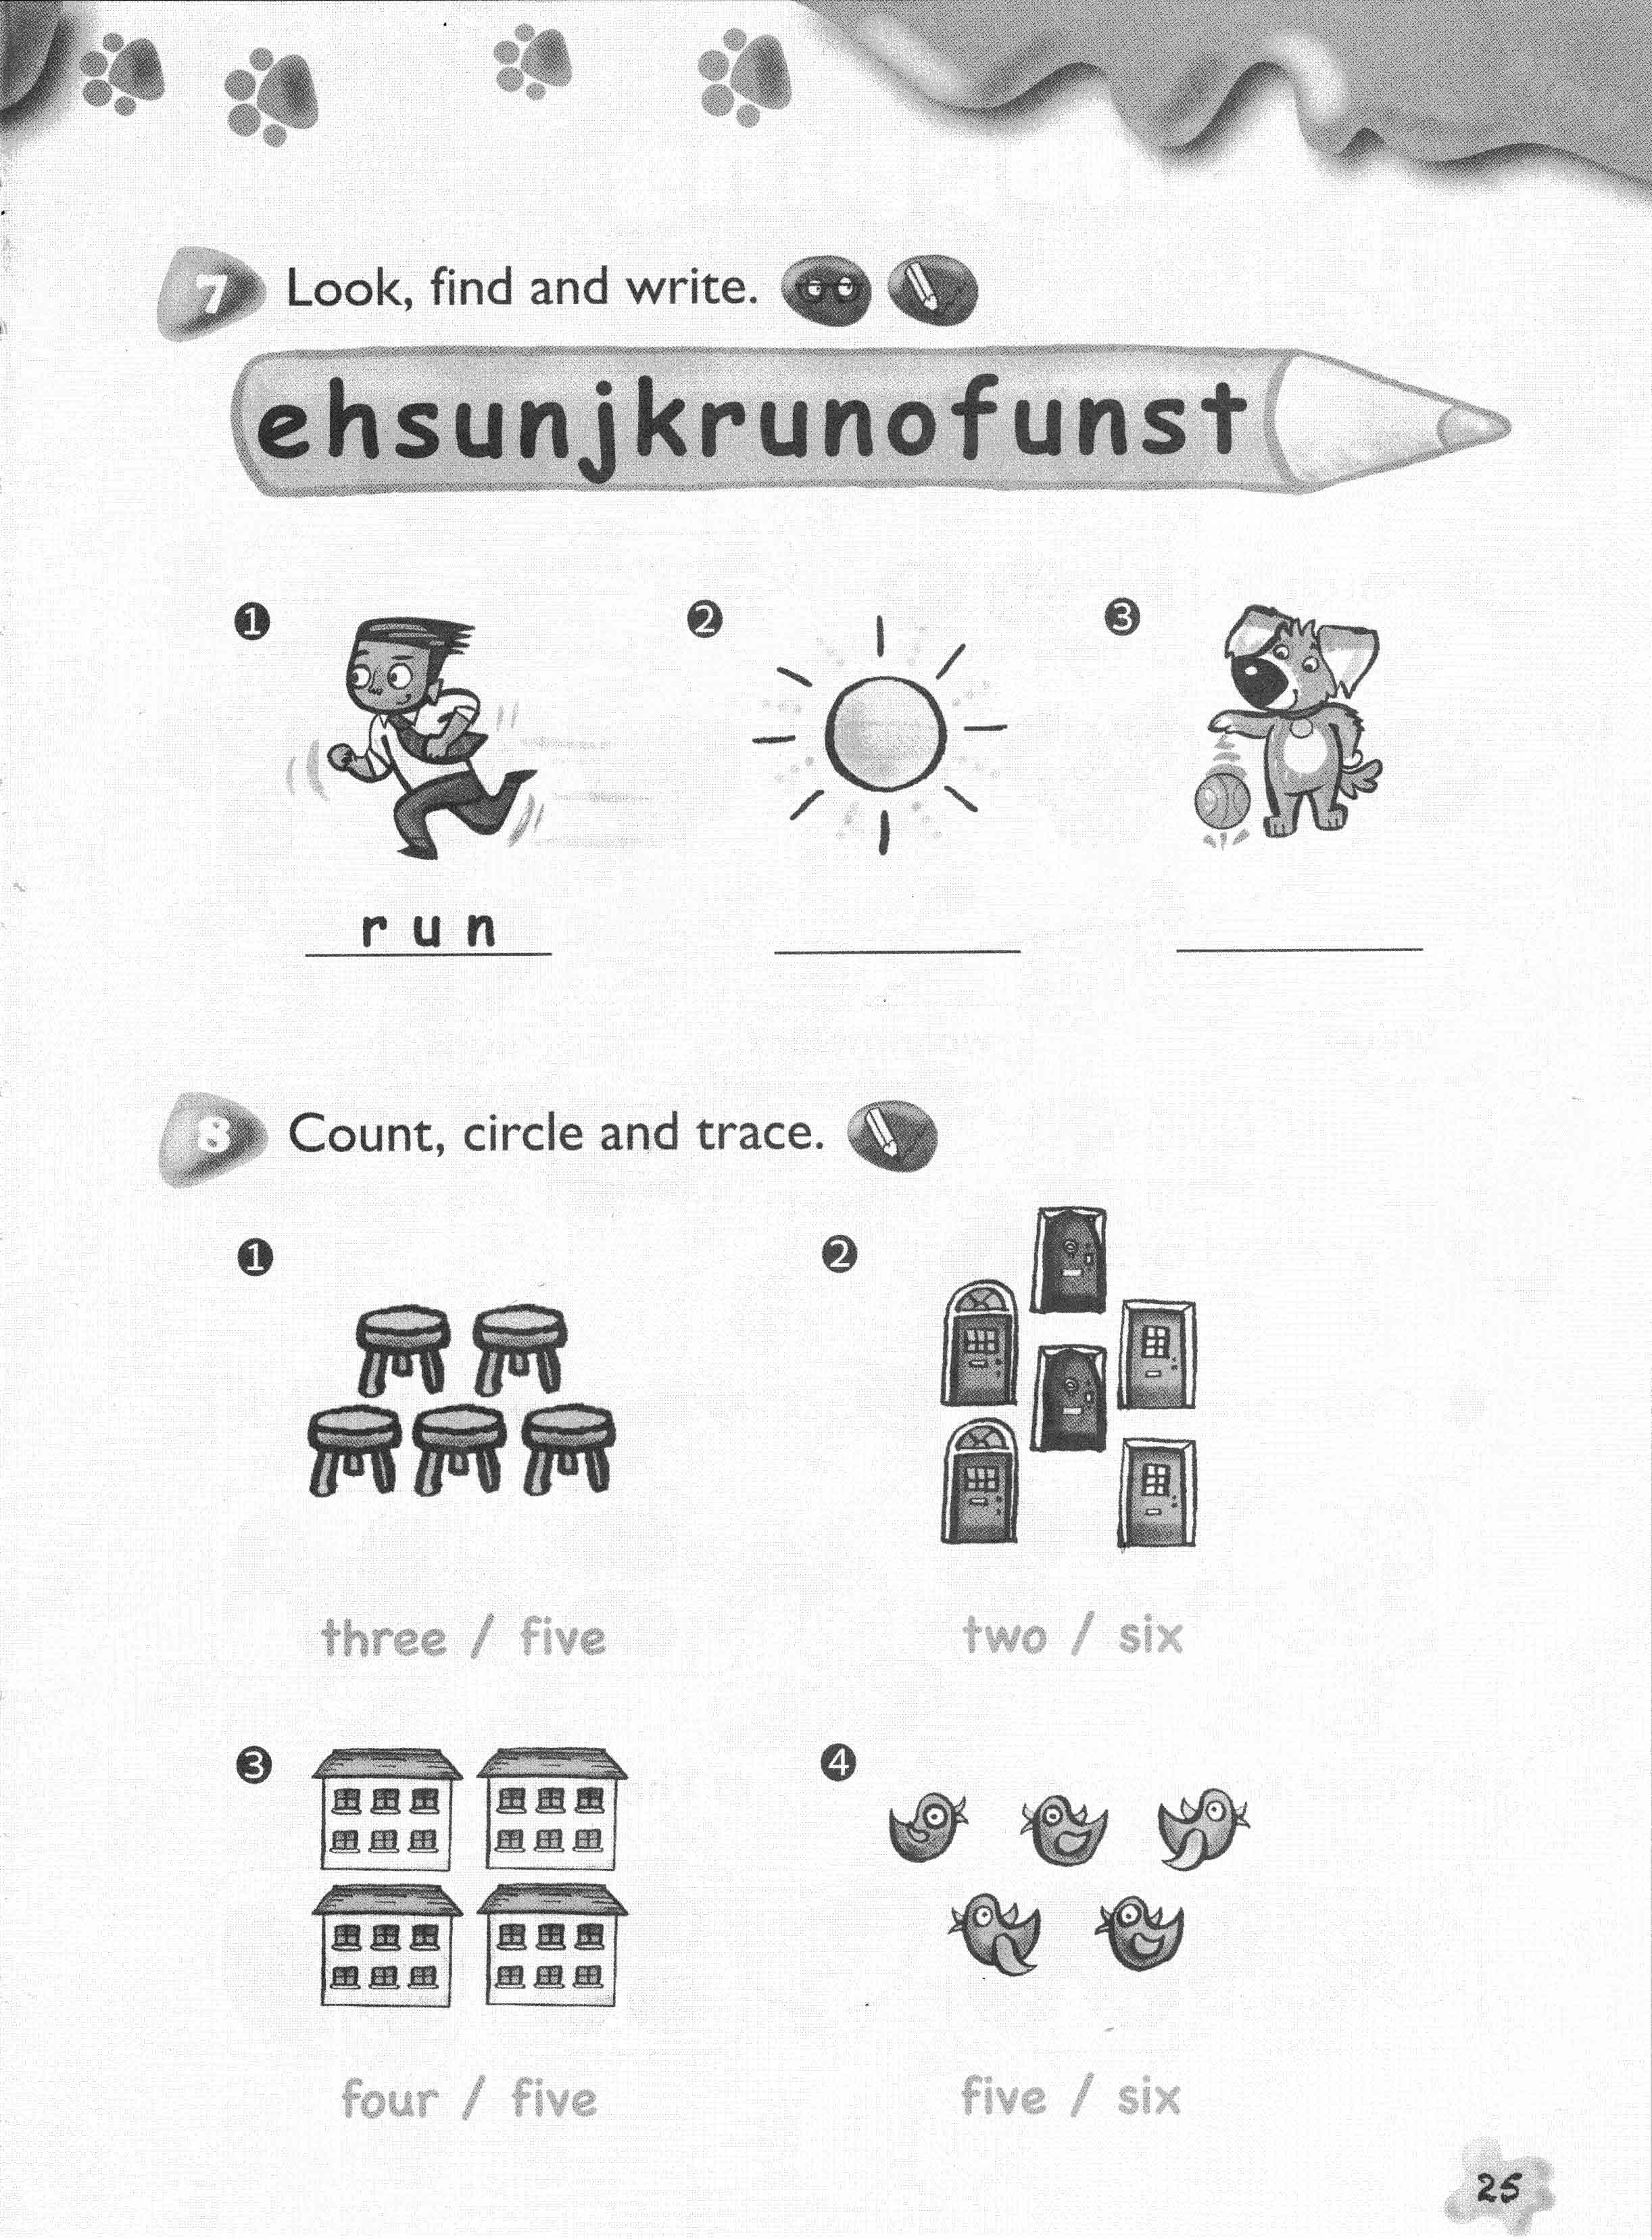 7 Look, find and write.
ehsunjkrunofunst
1 2 3
run
8 Count, circle and trace.
1 2
three / five two / six
3 4
four / five five / six
25